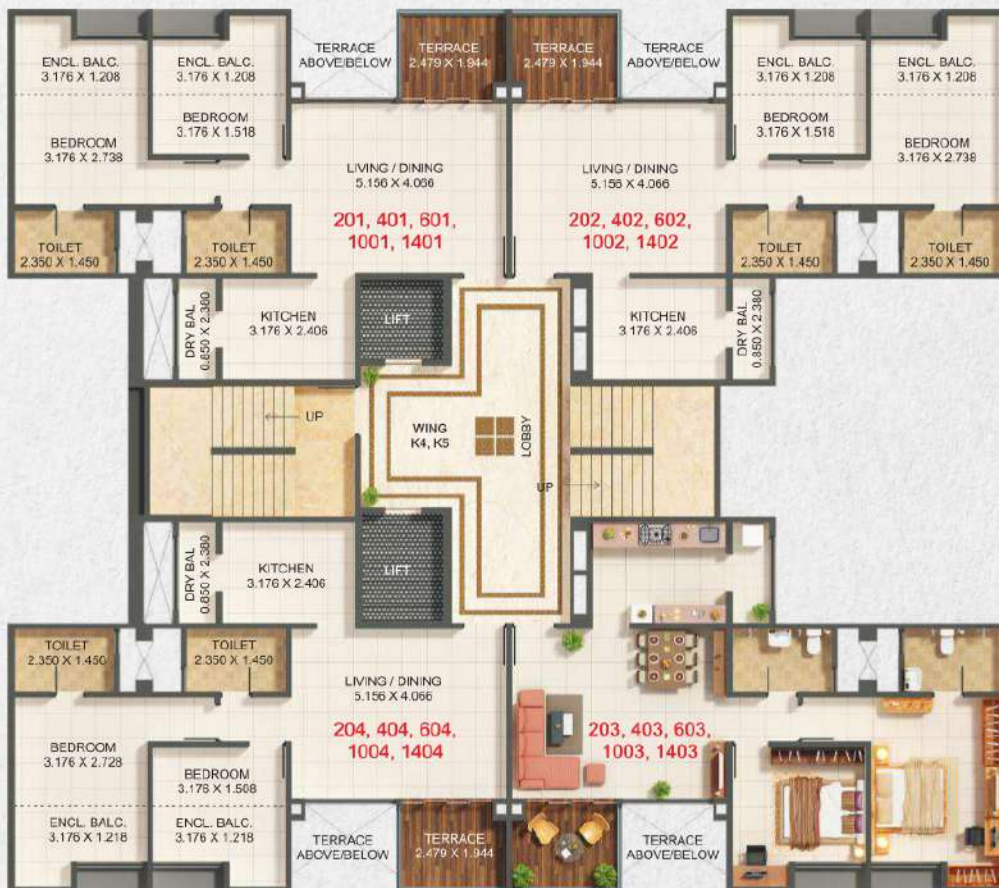 ENCL. BALC.
3.176 X 1.208
ENCL. BALC.
3.176 X 1.208
TERRACE
ABOVE/BELOW
TERRACE
2.479 X 1.944
TERRACE
2.479 X 1.944
TERRACE
ABOVE/BELOW
ENCL. BALC.
3.176 X 1.208
ENCL. BALC.
3.176 X 1.208
BEDROOM
3.176 X 2.738
BEDROOM
3.176 X 1.518
BEDROOM
3.176 X 1.518
BEDROOM
3.176 X 2.738
LIVING / DINING
5.156 X 4.066
201, 401, 601,
1001, 1401
LIVING / DINING
5.156 X 4.066
202, 402, 602,
1002, 1402
TOILET
2.350 X 1.450
TOILET
2.350 X 1.450
TOILET
2.350 X 1.450
TOILET
2.350 X 1.450
DRY BAL
0.850 X 2.380
KITCHEN
3.176 X 2.406
LIFT
KITCHEN
3.176 X 2.406
DRY BAL
0.850 X 2.380
UP
WING
K4, K5
LOBBY
UP
DRY BAL
0.850 X 2.380
KITCHEN
3.176 X 2.406
LIFT
TOILET
2.350 X 1.450
TOILET
2.350 X 1.450
LIVING / DINING
5.156 X 4.066
204, 404, 604,
1004, 1404
203, 403, 603,
1003, 1403
BEDROOM
3.176 X 2.728
BEDROOM
3.176 X 1.508
ENCL. BALC.
3.176 X 1.218
ENCL. BALC.
3.176 X 1.218
TERRACE
ABOVE/BELOW
TERRACE
2.479 X 1.944
TERRACE
ABOVE/BELOW